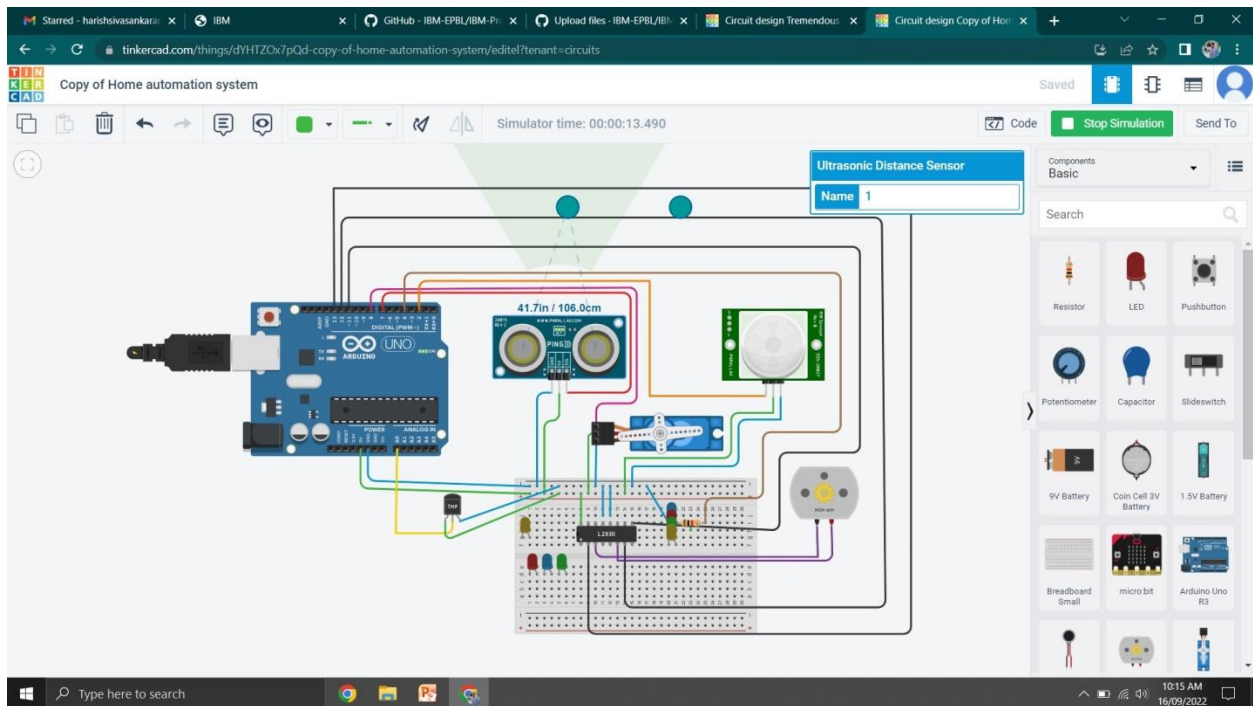 Starred - harishsivasankaran
IBM
GitHub - IBM-EPBL/IBM-Pro
Upload files · IBM-EPBL/IBM
Circuit design Tremendous
Circuit design Copy of Hom
tinkercad.com/things/dYHTZOx7pQd-copy-of-home-automation-system/editel?tenant=circuits
TIN
KER
CAD
Copy of Home automation system
Saved
Simulator time: 00:00:13.490
Code
Stop Simulation
Send To
Ultrasonic Distance Sensor
Name 1
Components
Basic
Search
Resistor
LED
Pushbutton
Potentiometer
Capacitor
Slideswitch
9V Battery
Coin Cell 3V
Battery
1.5V Battery
Breadboard
Small
micro:bit
Arduino Uno
R3
41.7in / 106.0cm
PING)))
DIGITAL (PWM~)
UNO
ARDUINO
POWER
ANALOG IN
TMP
L293D
Type here to search
10:15 AM
16/09/2022